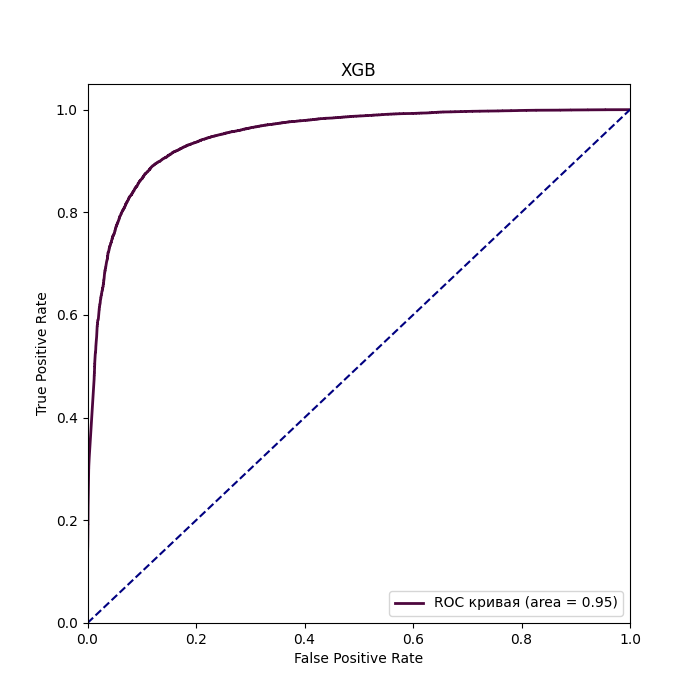 XGB
1.0
0.8
0.6
0.4
0.2
0.0
True Positive Rate
ROC кривая (area = 0.95)
0.0 0.2 0.4 0.6 0.8 1.0
False Positive Rate